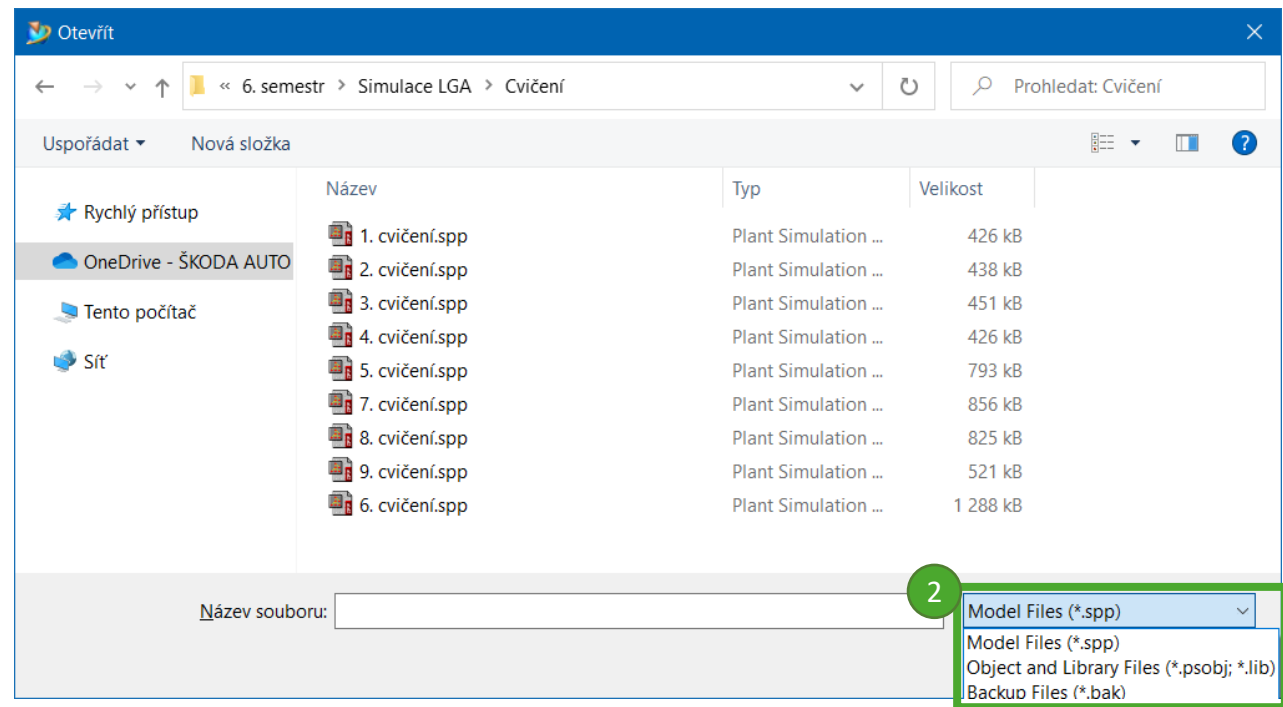 Otevřít
« 6. semestr > Simulace LGA > Cvičení
Prohledat: Cvičení
Uspořádat Nová složka
?
Název Typ Velikost
Rychlý přístup
OneDrive - ŠKODA AUTO
Tento počítač
Síť
1. cvičení.spp Plant Simulation ... 426 kB
2. cvičení.spp Plant Simulation ... 438 kB
3. cvičení.spp Plant Simulation ... 451 kB
4. cvičení.spp Plant Simulation ... 426 kB
5. cvičení.spp Plant Simulation ... 793 kB
7. cvičení.spp Plant Simulation ... 856 kB
8. cvičení.spp Plant Simulation ... 825 kB
9. cvičení.spp Plant Simulation ... 521 kB
6. cvičení.spp Plant Simulation ... 1 288 kB
2
Název souboru:
Model Files (*.spp)
Model Files (*.spp)
Object and Library Files (*.psobj; *.lib)
Backup Files (*.bak)